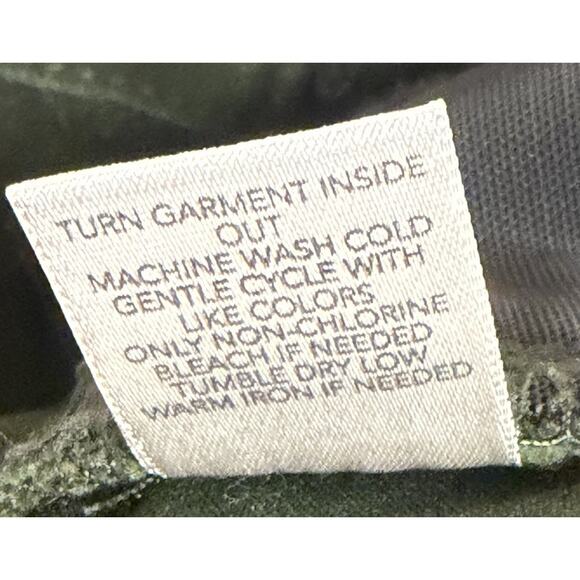 TURN GARMENT INSIDE
OUT
MACHINE WASH COLD
GENTLE CYCLE WITH
LIKE COLORS
ONLY NON-CHLORINE
BLEACH IF NEEDED
TUMBLE DRY LOW
WARM IRON IF NEEDED